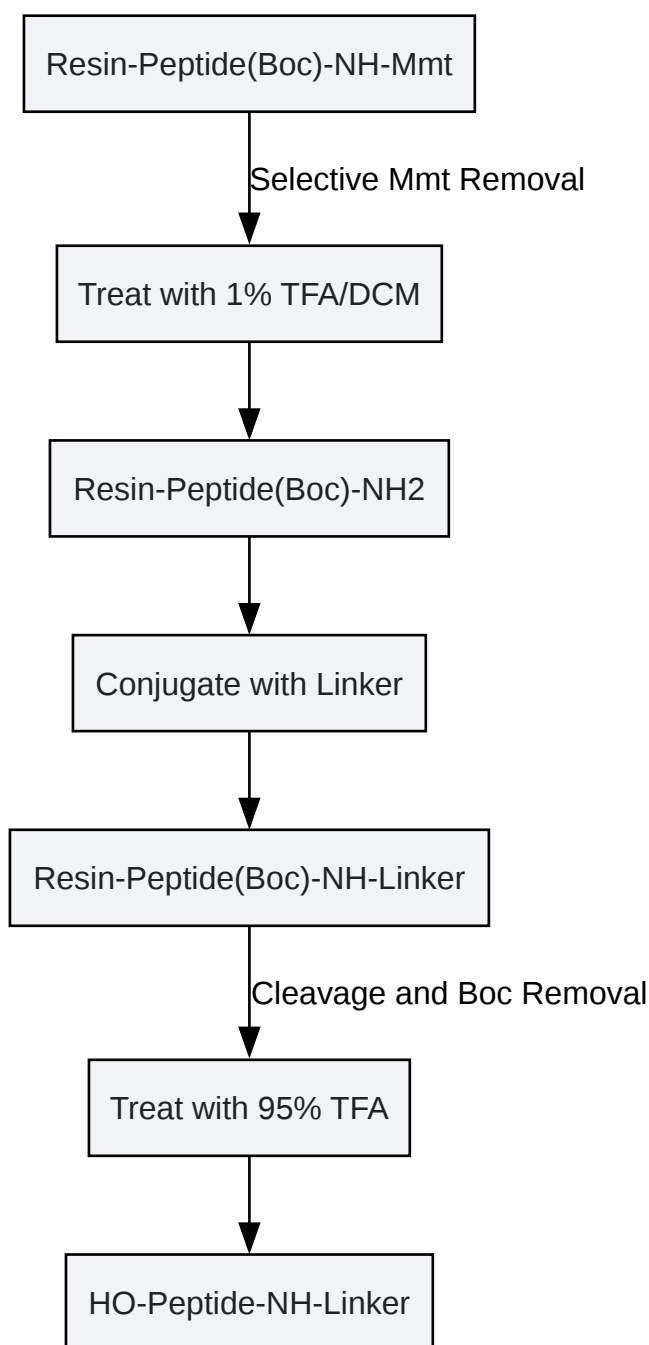 Resin-Peptide(Boc)-NH-Mmt
Selective Mmt Removal
Treat with 1% TFA/DCM
Resin-Peptide(Boc)-NH2
Conjugate with Linker
Resin-Peptide(Boc)-NH-Linker
Cleavage and Boc Removal
Treat with 95% TFA
HO-Peptide-NH-Linker